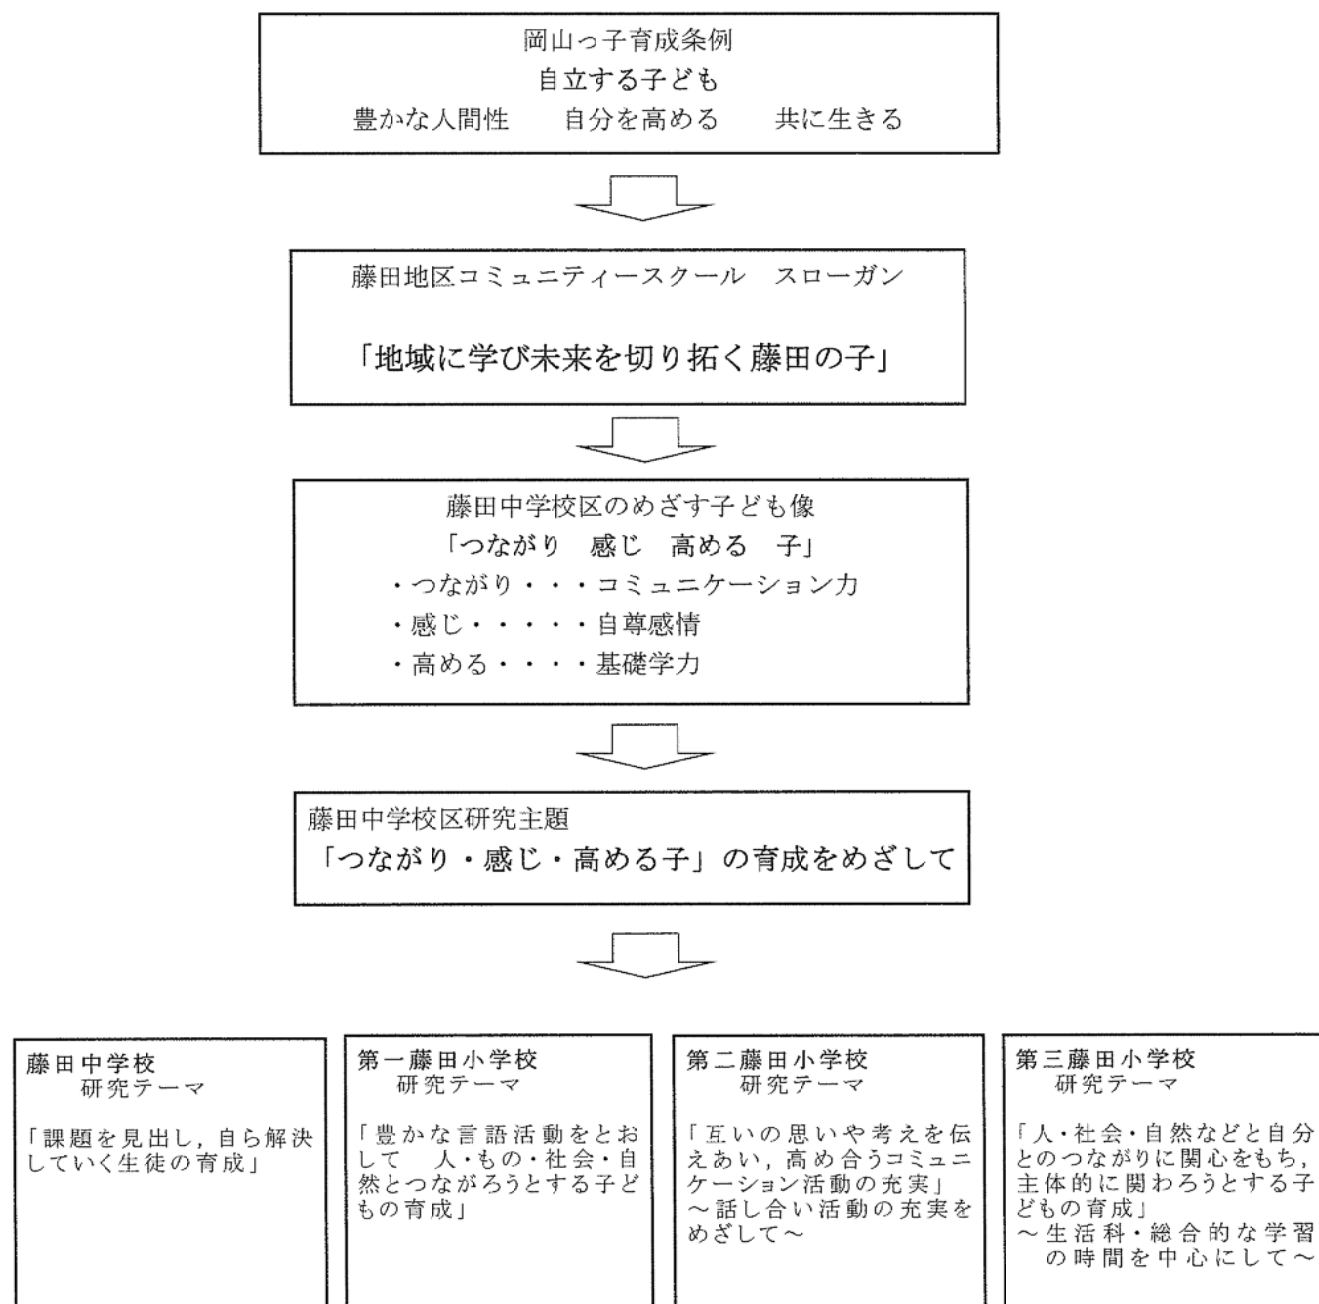 岡山っ子育成条例
自立する子ども
豊かな人間性　　自分を高める　　共に生きる
藤田地区コミュニティースクール　スローガン
「地域に学び未来を切り拓く藤田の子」
藤田中学校区のめざす子ども像
「つながり　感じ　高める　子」
・つながり・・・コミュニケーション力
・感じ・・・・・自尊感情
・高める・・・・基礎学力
藤田中学校区研究主題
「つながり・感じ・高める子」の育成をめざして
藤田中学校
研究テーマ
「課題を見出し，自ら解決
していく生徒の育成」
第一藤田小学校
研究テーマ
「豊かな言語活動をとお
して　人・もの・社会・自
然とつながろうとする子ど
もの育成」
第二藤田小学校
研究テーマ
「互いの思いや考えを伝
えあい，高め合うコミュニ
ケーション活動の充実」
～話し合い活動の充実を
めざして～
第三藤田小学校
研究テーマ
「人・社会・自然などと自分
とのつながりに関心をもち，
主体的に関わろうとする子
どもの育成」
～生活科・総合的な学習
の時間を中心にして～